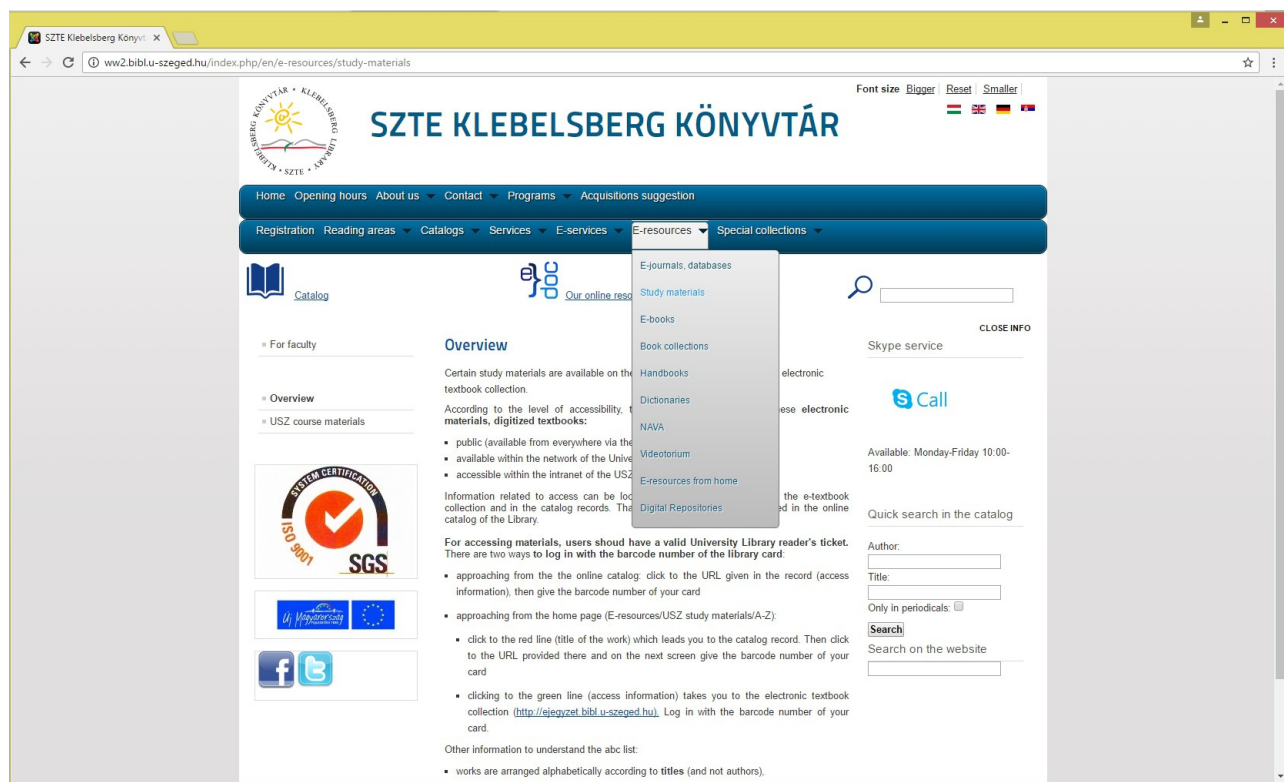 SZTE Klebelsberg Könyvt
ww2.bibl.u-szeged.hu/index.php/en/e-resources/study-materials
KLEBELSBERG KÖNYVTÁR • KLEBELSBERG LIBRARY • SZTE •
SZTE KLEBELSBERG KÖNYVTÁR
Font size Bigger | Reset | Smaller |
Home Opening hours About us Contact Programs Acquisitions suggestion
Registration Reading areas Catalogs Services E-services E-resources Special collections
E-journals, databases
Study materials
E-books
Book collections
Handbooks
Dictionaries
NAVA
Videotorium
E-resources from home
Digital Repositories
Catalog
e} doc
Our online reso
CLOSE INFO
For faculty
Overview
USZ course materials
SYSTEM CERTIFICATION
ISO 9001
SGS
Új Magyarország
Overview
Certain study materials are available on the electronic
textbook collection.
According to the level of accessibility, ese electronic
materials, digitized textbooks:
public (available from everywhere via the
available within the network of the Unive
accessible within the intranet of the USZ
Information related to access can be loc the e-textbook
collection and in the catalog records. Tha ed in the online
catalog of the Library.
For accessing materials, users shoud have a valid University Library reader's ticket.
There are two ways to log in with the barcode number of the library card:
approaching from the the online catalog: click to the URL given in the record (access
information), then give the barcode number of your card
approaching from the home page (E-resources/USZ study materials/A-Z):
click to the red line (title of the work) which leads you to the catalog record. Then click
to the URL provided there and on the next screen give the barcode number of your
card
clicking to the green line (access information) takes you to the electronic textbook
collection (http://ejegyzet.bibl.u-szeged.hu). Log in with the barcode number of your
card.
Other information to understand the abc list:
works are arranged alphabetically according to titles (and not authors),
Skype service
Call
Available: Monday-Friday 10:00-
16:00
Quick search in the catalog
Author:
Title:
Only in periodicals:
Search
Search on the website